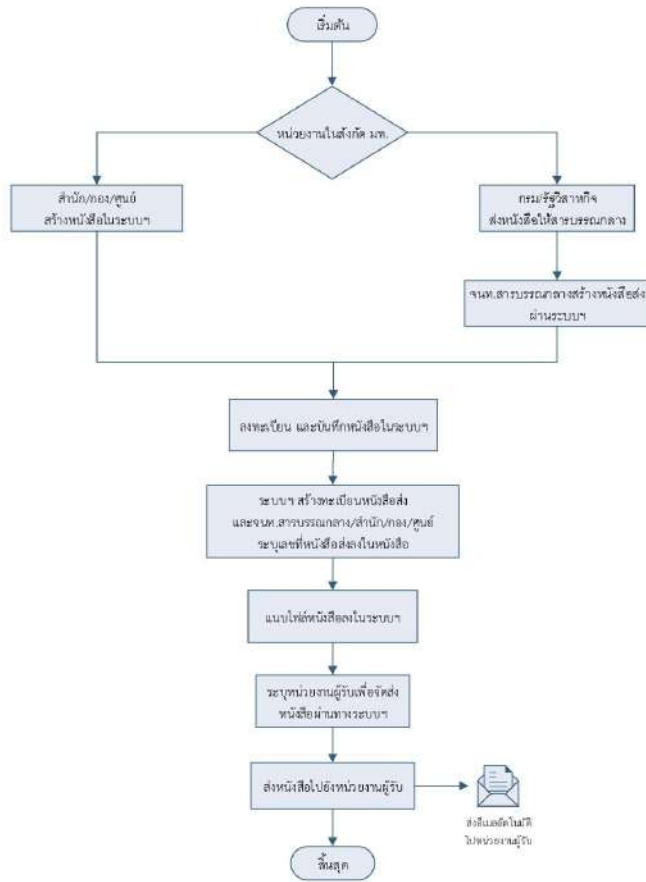 เริ่มต้น
หน่วยงานในสังกัด มท.
สำนัก/กอง/ศูนย์
สร้างหนังสือในระบบฯ
กรม/รัฐวิสาหกิจ
ส่งหนังสือให้สารบรรณกลาง
จนท.สารบรรณกลางสร้างหนังสือส่ง
ผ่านระบบฯ
ลงทะเบียน และบันทึกหนังสือในระบบฯ
ระบบฯ สร้างทะเบียนหนังสือส่ง
และจนท.สารบรรณกลาง/สำนัก/กอง/ศูนย์
ระบุเลขที่หนังสือส่งลงในหนังสือ
แนบไฟล์หนังสือลงในระบบฯ
ระบุหน่วยงานผู้รับเพื่อจัดส่ง
หนังสือผ่านทางระบบฯ
ส่งหนังสือไปยังหน่วยงานผู้รับ
ส่งอีเมลอัตโนมัติ
ไปหน่วยงานผู้รับ
สิ้นสุด